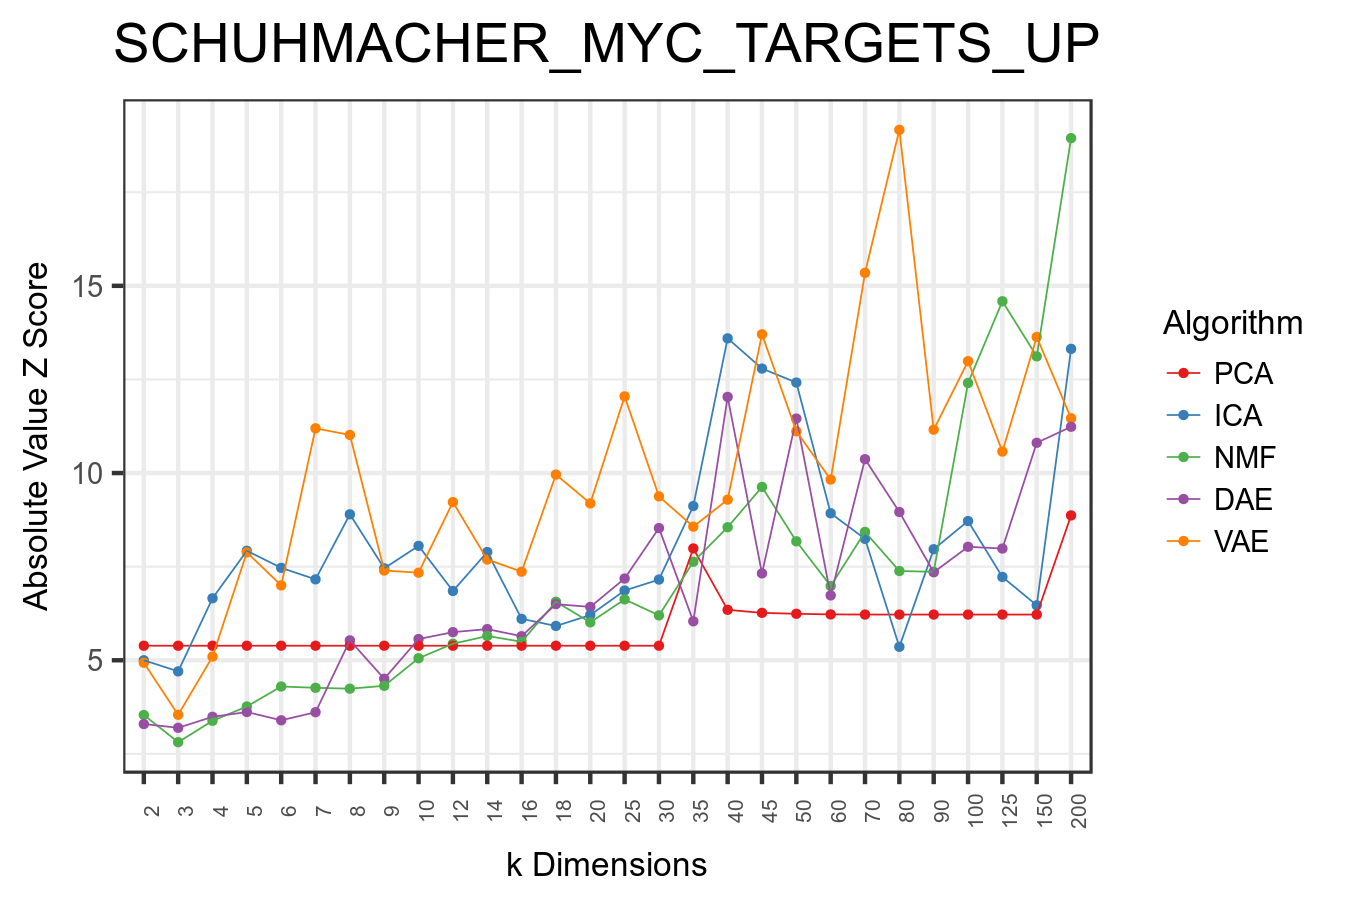 SCHUHMACHER_MYC_TARGETS_UP
Absolute Value Z Score
15
10
5
2 3 4 5 6 7 8 9 10 12 14 16 18 20 25 30 35 40 45 50 60 70 80 90 100 125 150 200
k Dimensions
Algorithm
PCA
ICA
NMF
DAE
VAE